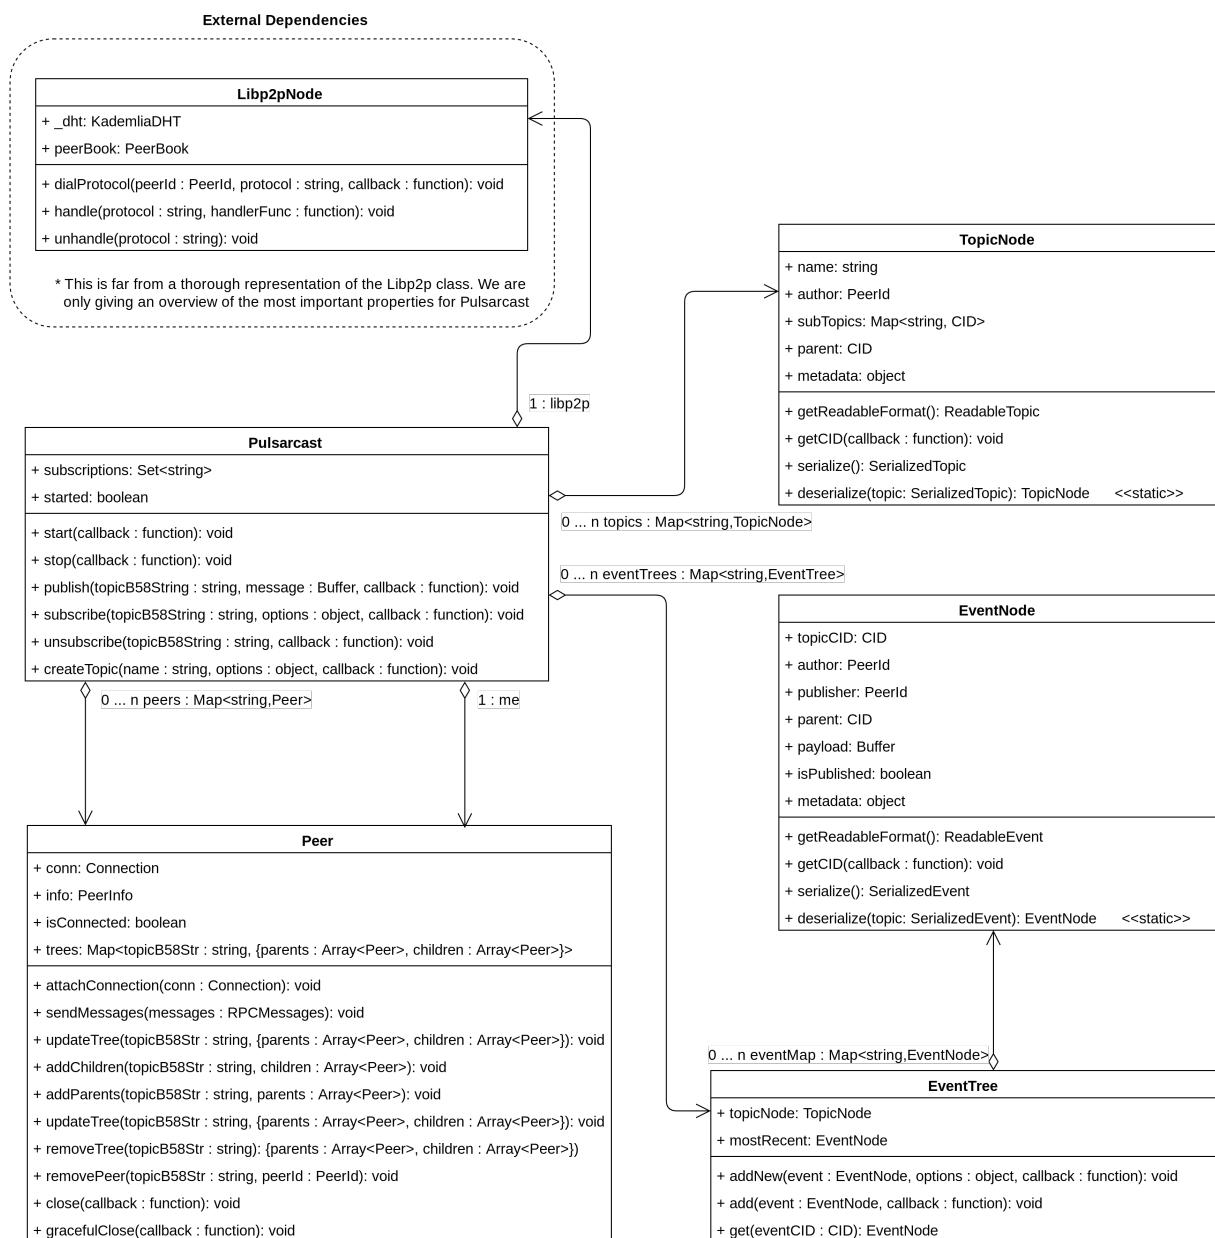 External Dependencies
Libp2pNode
+ _dht: KademliaDHT
+ peerBook: PeerBook
+ dialProtocol(peerId : PeerId, protocol : string, callback : function): void
+ handle(protocol : string, handlerFunc : function): void
+ unhandle(protocol : string): void
* This is far from a thorough representation of the Libp2p class. We are
only giving an overview of the most important properties for Pulsarcast
1 : libp2p
Pulsarcast
+ subscriptions: Set<string>
+ started: boolean
+ start(callback : function): void
+ stop(callback : function): void
+ publish(topicB58String : string, message : Buffer, callback : function): void
+ subscribe(topicB58String : string, options : object, callback : function): void
+ unsubscribe(topicB58String : string, callback : function): void
+ createTopic(name : string, options : object, callback : function): void
0 ... n peers : Map<string,Peer>
1 : me
Peer
+ conn: Connection
+ info: PeerInfo
+ isConnected: boolean
+ trees: Map<topicB58Str : string, {parents : Array<Peer>, children : Array<Peer>}>
+ attachConnection(conn : Connection): void
+ sendMessages(messages : RPCMessages): void
+ updateTree(topicB58Str : string, {parents : Array<Peer>, children : Array<Peer>}): void
+ addChildren(topicB58Str : string, children : Array<Peer>): void
+ addParents(topicB58Str : string, parents : Array<Peer>): void
+ updateTree(topicB58Str : string, {parents : Array<Peer>, children : Array<Peer>}): void
+ removeTree(topicB58Str : string): {parents : Array<Peer>, children : Array<Peer>})
+ removePeer(topicB58Str : string, peerId : PeerId): void
+ close(callback : function): void
+ gracefulClose(callback : function): void
TopicNode
+ name: string
+ author: PeerId
+ subTopics: Map<string, CID>
+ parent: CID
+ metadata: object
+ getReadableFormat(): ReadableTopic
+ getCID(callback : function): void
+ serialize(): SerializedTopic
+ deserialize(topic: SerializedTopic): TopicNode <<static>>
0 ... n topics : Map<string,TopicNode>
0 ... n eventTrees : Map<string,EventTree>
EventNode
+ topicCID: CID
+ author: PeerId
+ publisher: PeerId
+ parent: CID
+ payload: Buffer
+ isPublished: boolean
+ metadata: object
+ getReadableFormat(): ReadableEvent
+ getCID(callback : function): void
+ serialize(): SerializedEvent
+ deserialize(topic: SerializedEvent): EventNode <<static>>
0 ... n eventMap : Map<string,EventNode>
EventTree
+ topicNode: TopicNode
+ mostRecent: EventNode
+ addNew(event : EventNode, options : object, callback : function): void
+ add(event : EventNode, callback : function): void
+ get(eventCID : CID): EventNode